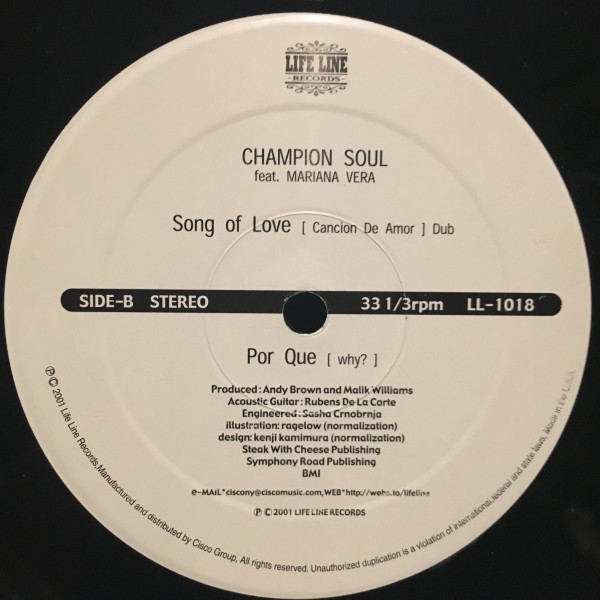 LIFE LINE
RECORDS
CHAMPION SOUL
feat. MARIANA VERA
Song of Love [ Cancion De Amor ] Dub
SIDE-B STEREO 33 1/3rpm LL-1018
Por Que [ why? ]
Produced : Andy Brown and Malik Williams
Acoustic Guitar : Rubens De La Corte
Engineered : Sasha Crnobrnja
illustration: ragelow (normalization)
design: kenji kamimura (normalization)
Steak With Cheese Publishing
Symphony Road Publishing
BMI
e-MAiL*ciscony@ciscomusic.com,WEB*http://webs.to/lifeline
℗ © 2001 LIFE LINE RECORDS
℗ © 2001 Life Line Records, Manufactured and distributed by Cisco Group, All rights reserved. Unauthorized duplication is a violation of international, federal and state laws, Made in the U.S.A.